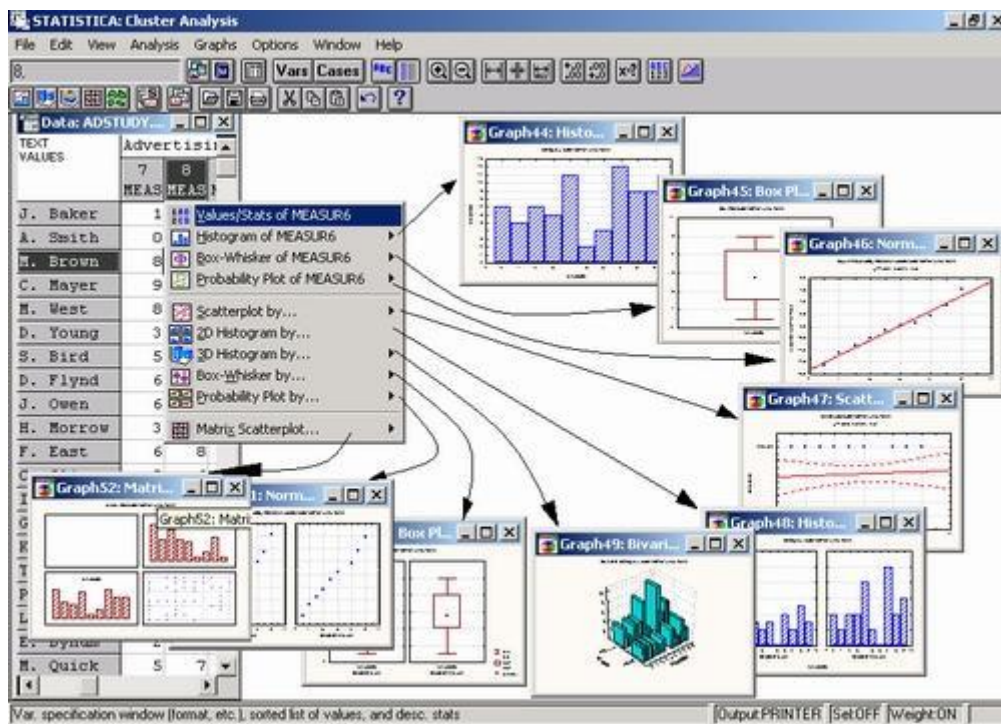 STATISTICA: Cluster Analysis
File Edit View Analysis Graphs Options Window Help
8.
Vars Cases
Data: ADSTUDY....
TEXT VALUES
Advertisi
7 8
MEAS MEAS
J. Baker 1
A. Smith 0
M. Brown 8
C. Mayer 9
M. West 8
D. Young 3
S. Bird 5
D. Flynd 6
J. Owen 6
H. Morrow 3
F. East 6 8
M. Quick 5 7
Values/Stats of MEASUR6
Histogram of MEASUR6
Box-Whisker of MEASUR6
Probability Plot of MEASUR6
Scatterplot by...
2D Histogram by...
3D Histogram by...
Box-Whisker by...
Probability Plot by...
Matrix Scatterplot...
Graph44: Histo...
Graph45: Box Pl...
Graph46: Norm...
Graph47: Scatt...
Graph48: Histo...
Graph49: Bivari...
Box Pl...
1: Norm...
Graph52: Matri...
Graph52: Matri
Var. specification window (format, etc.), sorted list of values, and desc. stats
Output:PRINTER Sel:OFF Weight:ON